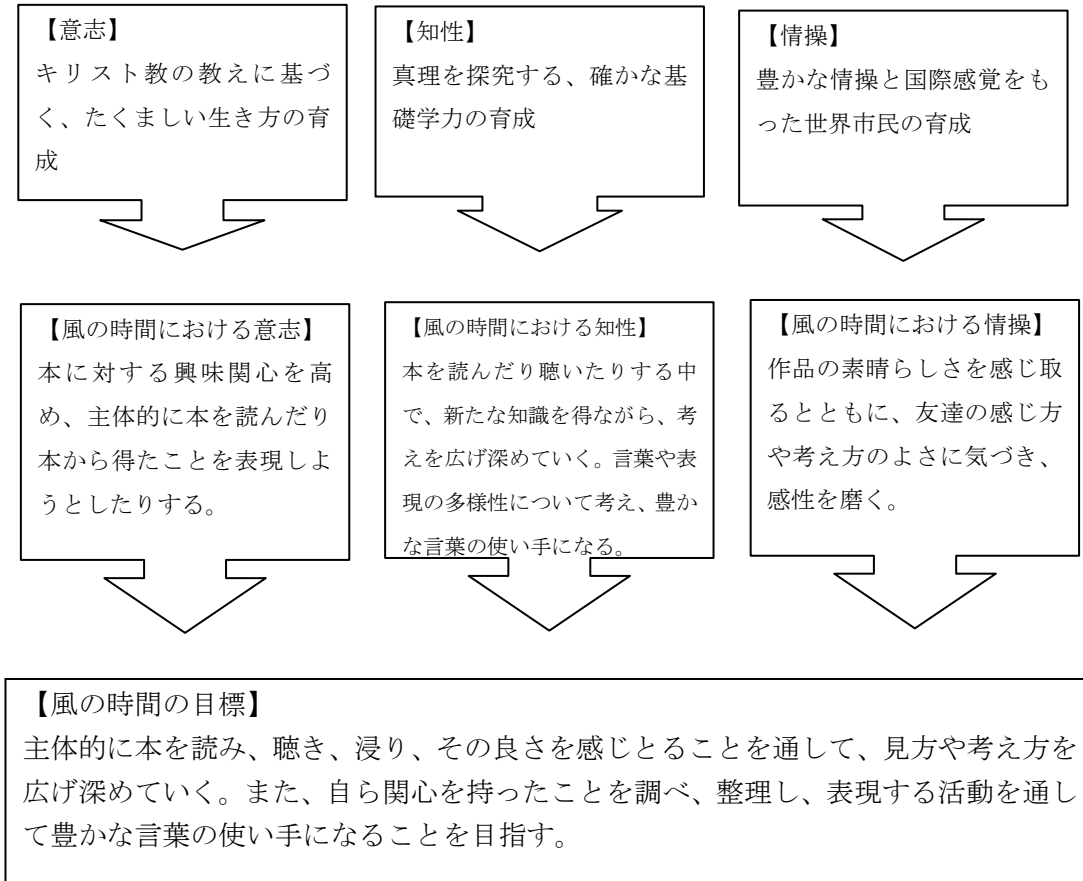 【意志】
キリスト教の教えに基づ
く、たくましい生き方の育
成
【知性】
真理を探究する、確かな基
礎学力の育成
【情操】
豊かな情操と国際感覚をも
った世界市民の育成
【風の時間における意志】
本に対する興味関心を高
め、主体的に本を読んだり
本から得たことを表現しよ
うとしたりする。
【風の時間における知性】
本を読んだり聴いたりする中
で、新たな知識を得ながら、考
えを広げ深めていく。言葉や表
現の多様性について考え、豊か
な言葉の使い手になる。
【風の時間における情操】
作品の素晴らしさを感じ取
るとともに、友達の感じ方
や考え方のよさに気づき、
感性を磨く。
【風の時間の目標】
主体的に本を読み、聴き、浸り、その良さを感じとることを通して、見方や考え方を
広げ深めていく。また、自ら関心を持ったことを調べ、整理し、表現する活動を通し
て豊かな言葉の使い手になることを目指す。